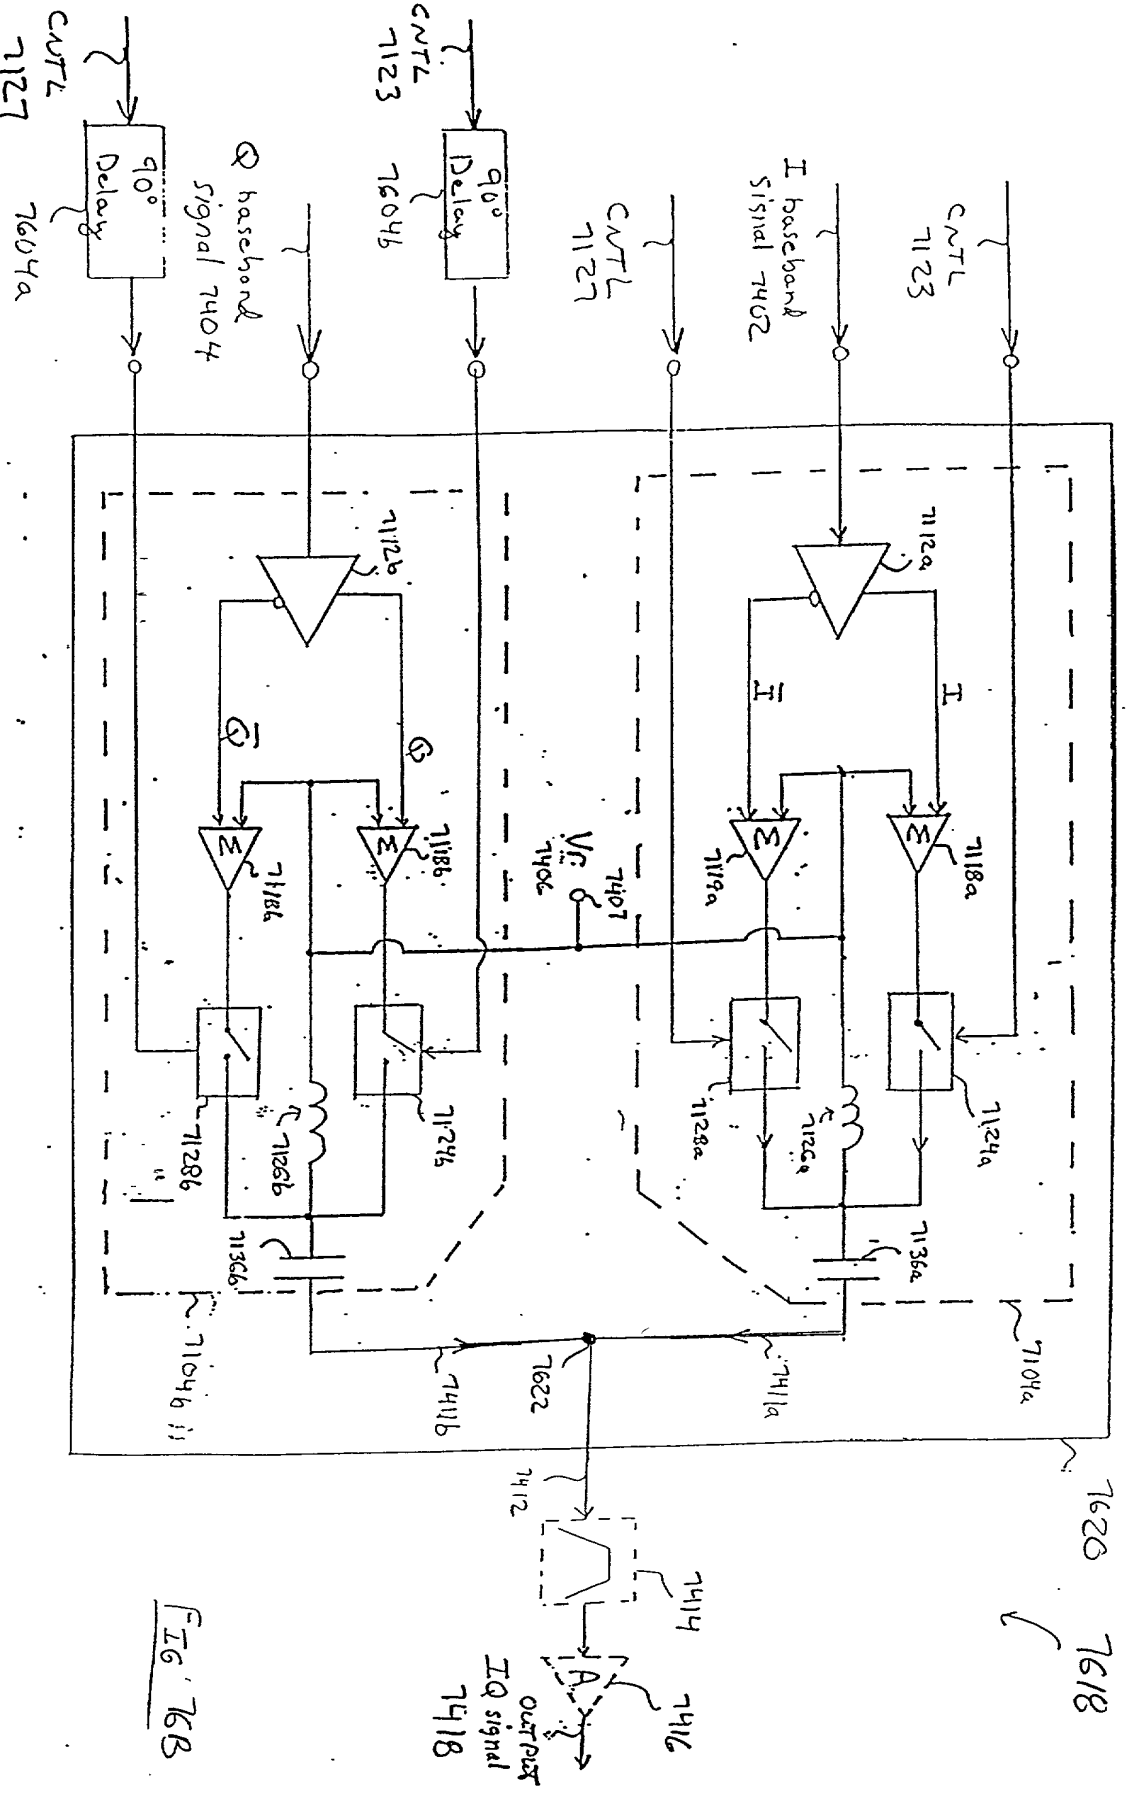 CNTL
7123
I baseband
signal 7402
CNTL
7127
CNTL
7123
90°
Delay
7604b
Q baseband
signal 7404
CNTL
7127
90°
Delay
7604a
7112a
I
I̅
Σ
7118a
Σ
7119a
7124a
7128a
7126a
7136a
7104a
7411a
Vr
7406
7407
7112b
Q
Q̅
Σ
7118b
Σ
7124b
7128b
7126b
7136b
7104b
7411b
7622
7412
7414
A
7416
OUTPUT
IQ signal
7418
7620
7618
FIG 76B